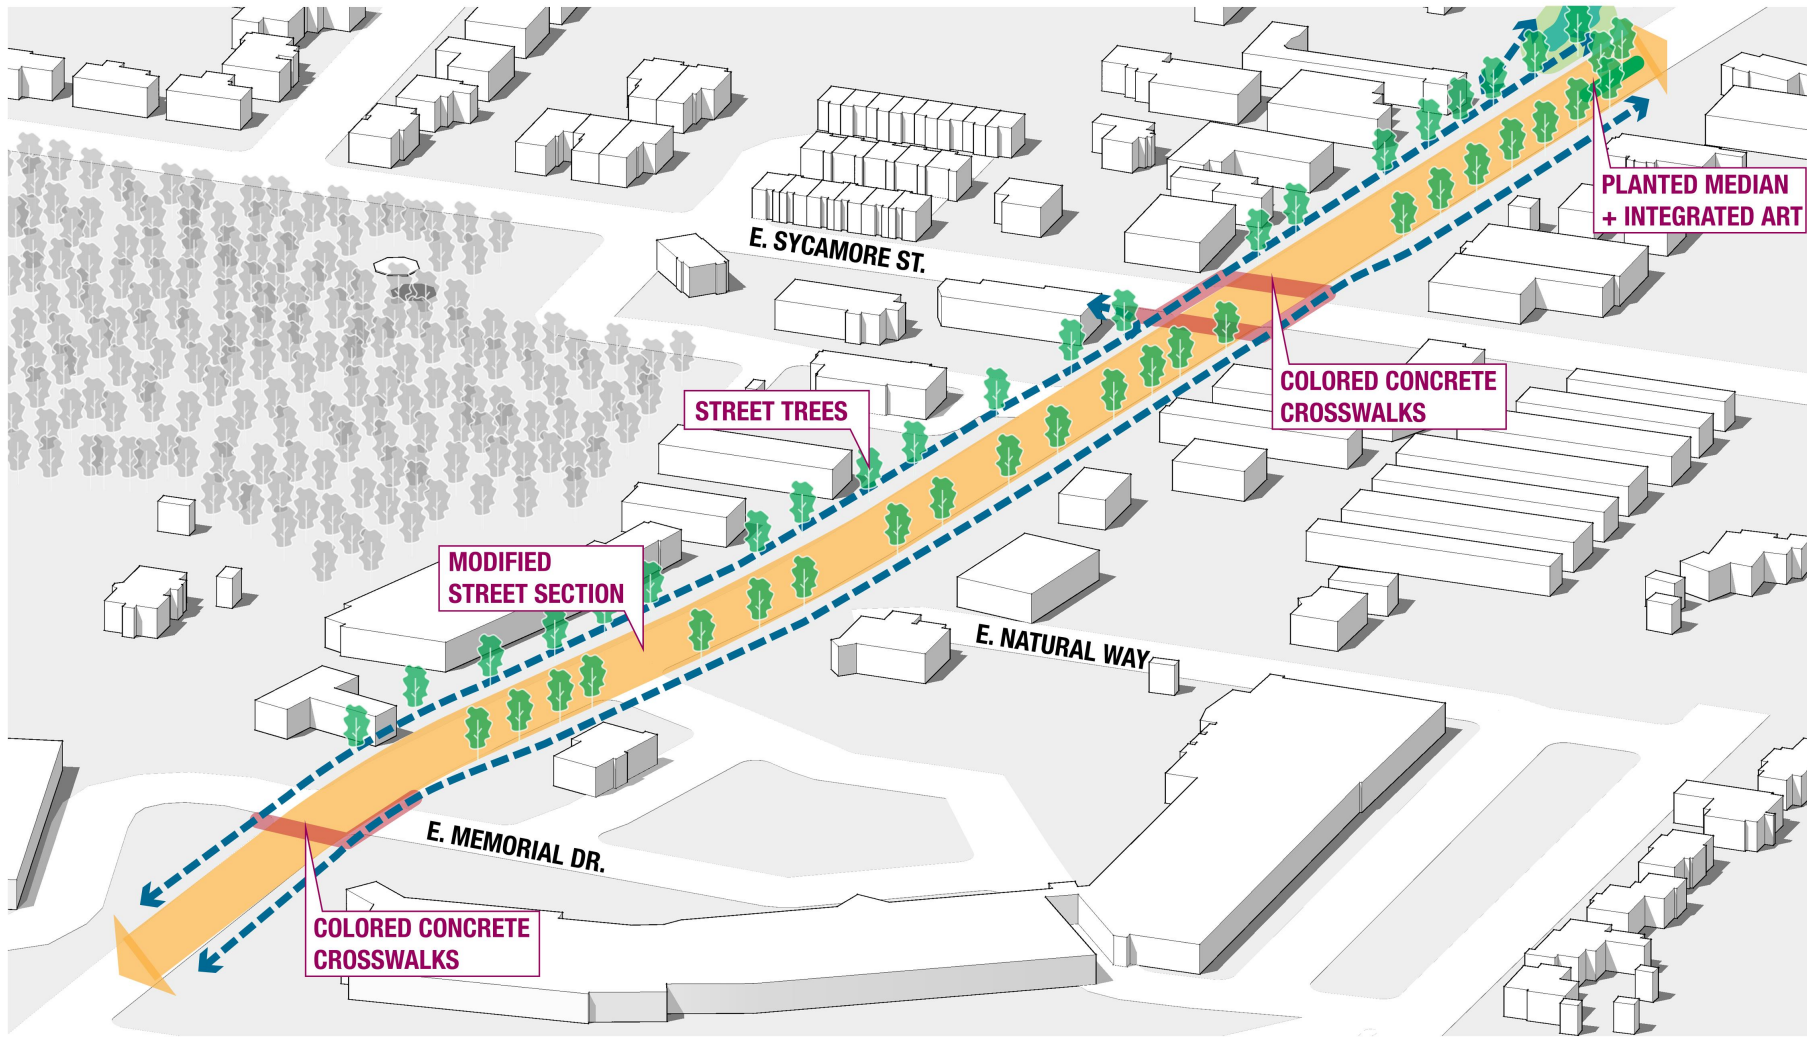 PLANTED MEDIAN
+ INTEGRATED ART
E. SYCAMORE ST.
COLORED CONCRETE
CROSSWALKS
STREET TREES
MODIFIED
STREET SECTION
E. NATURAL WAY
E. MEMORIAL DR.
COLORED CONCRETE
CROSSWALKS